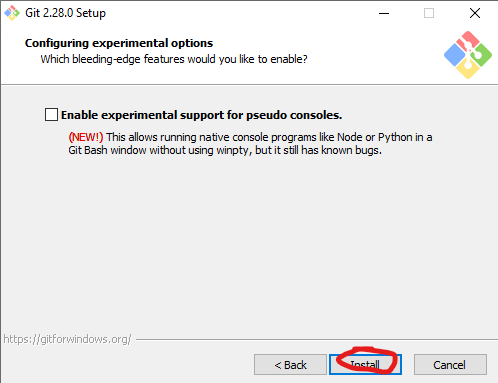 Git 2.28.0 Setup
Configuring experimental options
Which bleeding-edge features would you like to enable?
Enable experimental support for pseudo consoles.
(NEW!) This allows running native console programs like Node or Python in a
Git Bash window without using winpty, but it still has known bugs.
https://gitforwindows.org/
< Back
Install
Cancel